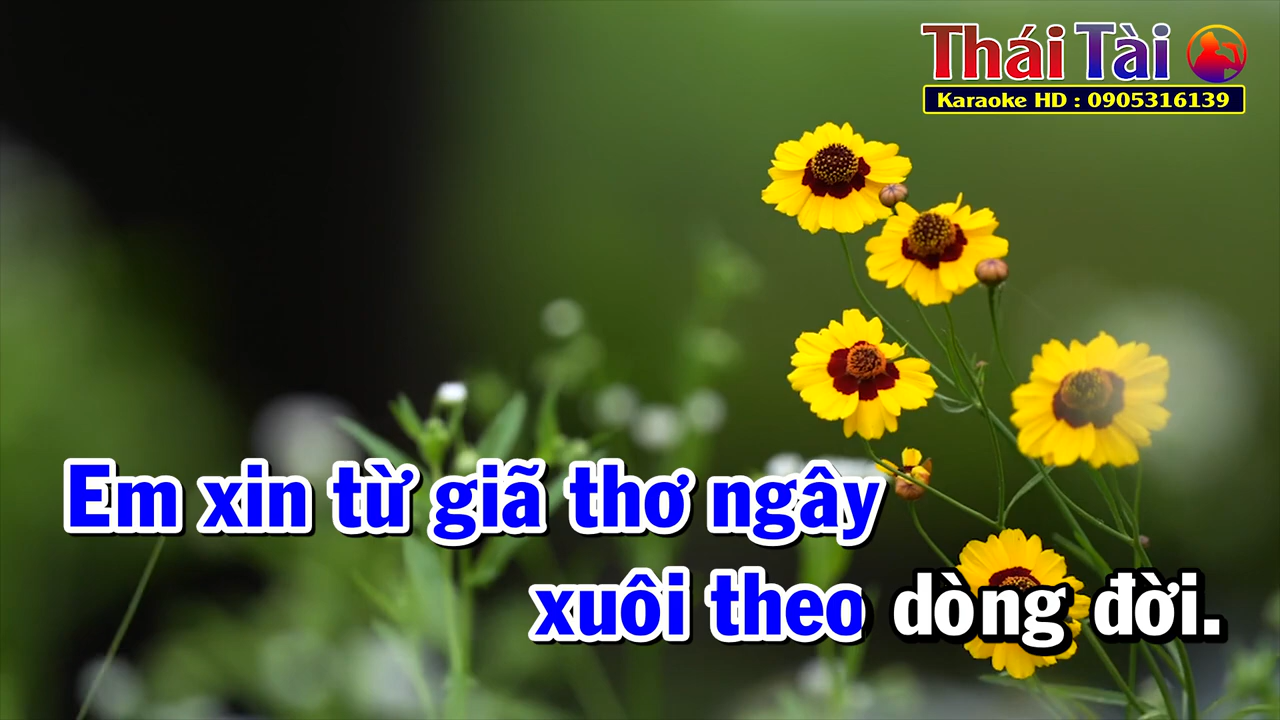 Thái Tài
Karaoke HD : 0905316139
Em xin từ giã thơ ngây
xuôi theo dòng đời.